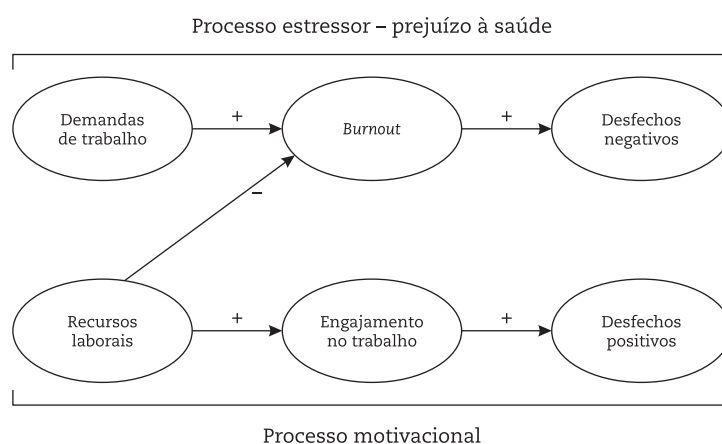 Processo estressor – prejuízo à saúde
Demandas
de trabalho
+
Burnout
+
Desfechos
negativos
–
Recursos
laborais
+
Engajamento
no trabalho
+
Desfechos
positivos
Processo motivacional